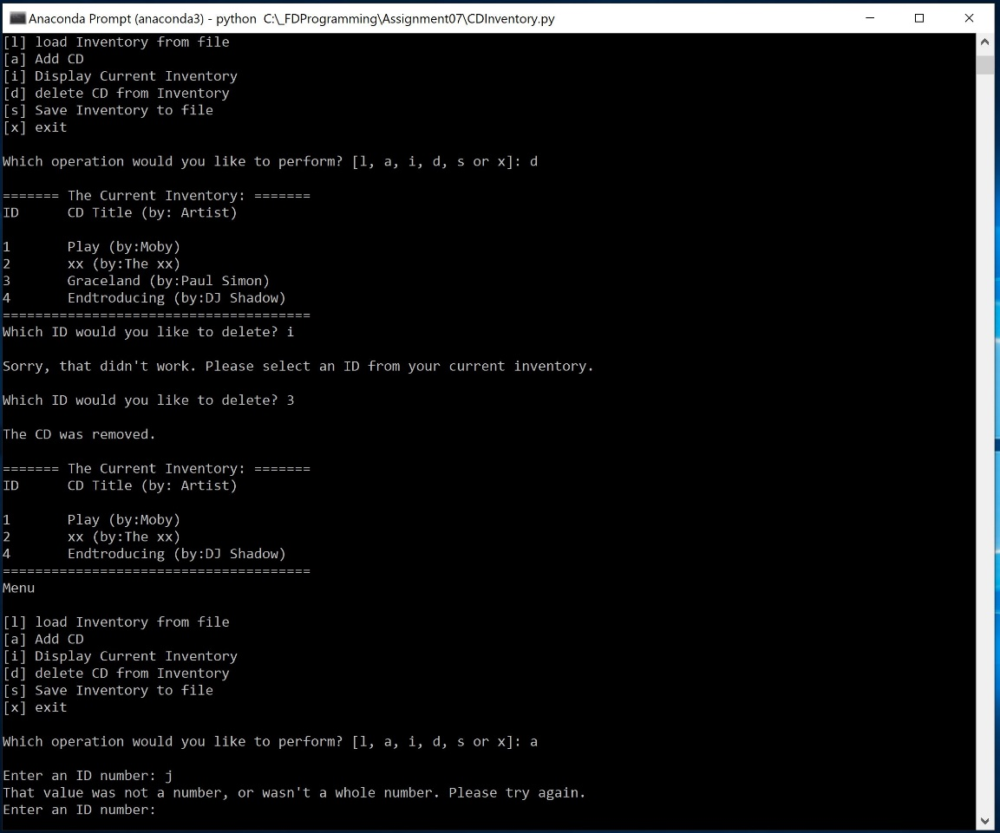 Anaconda Prompt (anaconda3) - python  C:\_FDProgramming\Assignment07\CDInventory.py
[l] load Inventory from file
[a] Add CD
[i] Display Current Inventory
[d] delete CD from Inventory
[s] Save Inventory to file
[x] exit
Which operation would you like to perform? [l, a, i, d, s or x]: d
======= The Current Inventory: =======
ID      CD Title (by: Artist)
1       Play (by:Moby)
2       xx (by:The xx)
3       Graceland (by:Paul Simon)
4       Endtroducing (by:DJ Shadow)
======================================
Which ID would you like to delete? i
Sorry, that didn't work. Please select an ID from your current inventory.
Which ID would you like to delete? 3
The CD was removed.
======= The Current Inventory: =======
ID      CD Title (by: Artist)
1       Play (by:Moby)
2       xx (by:The xx)
4       Endtroducing (by:DJ Shadow)
======================================
Menu
[l] load Inventory from file
[a] Add CD
[i] Display Current Inventory
[d] delete CD from Inventory
[s] Save Inventory to file
[x] exit
Which operation would you like to perform? [l, a, i, d, s or x]: a
Enter an ID number: j
That value was not a number, or wasn't a whole number. Please try again.
Enter an ID number: